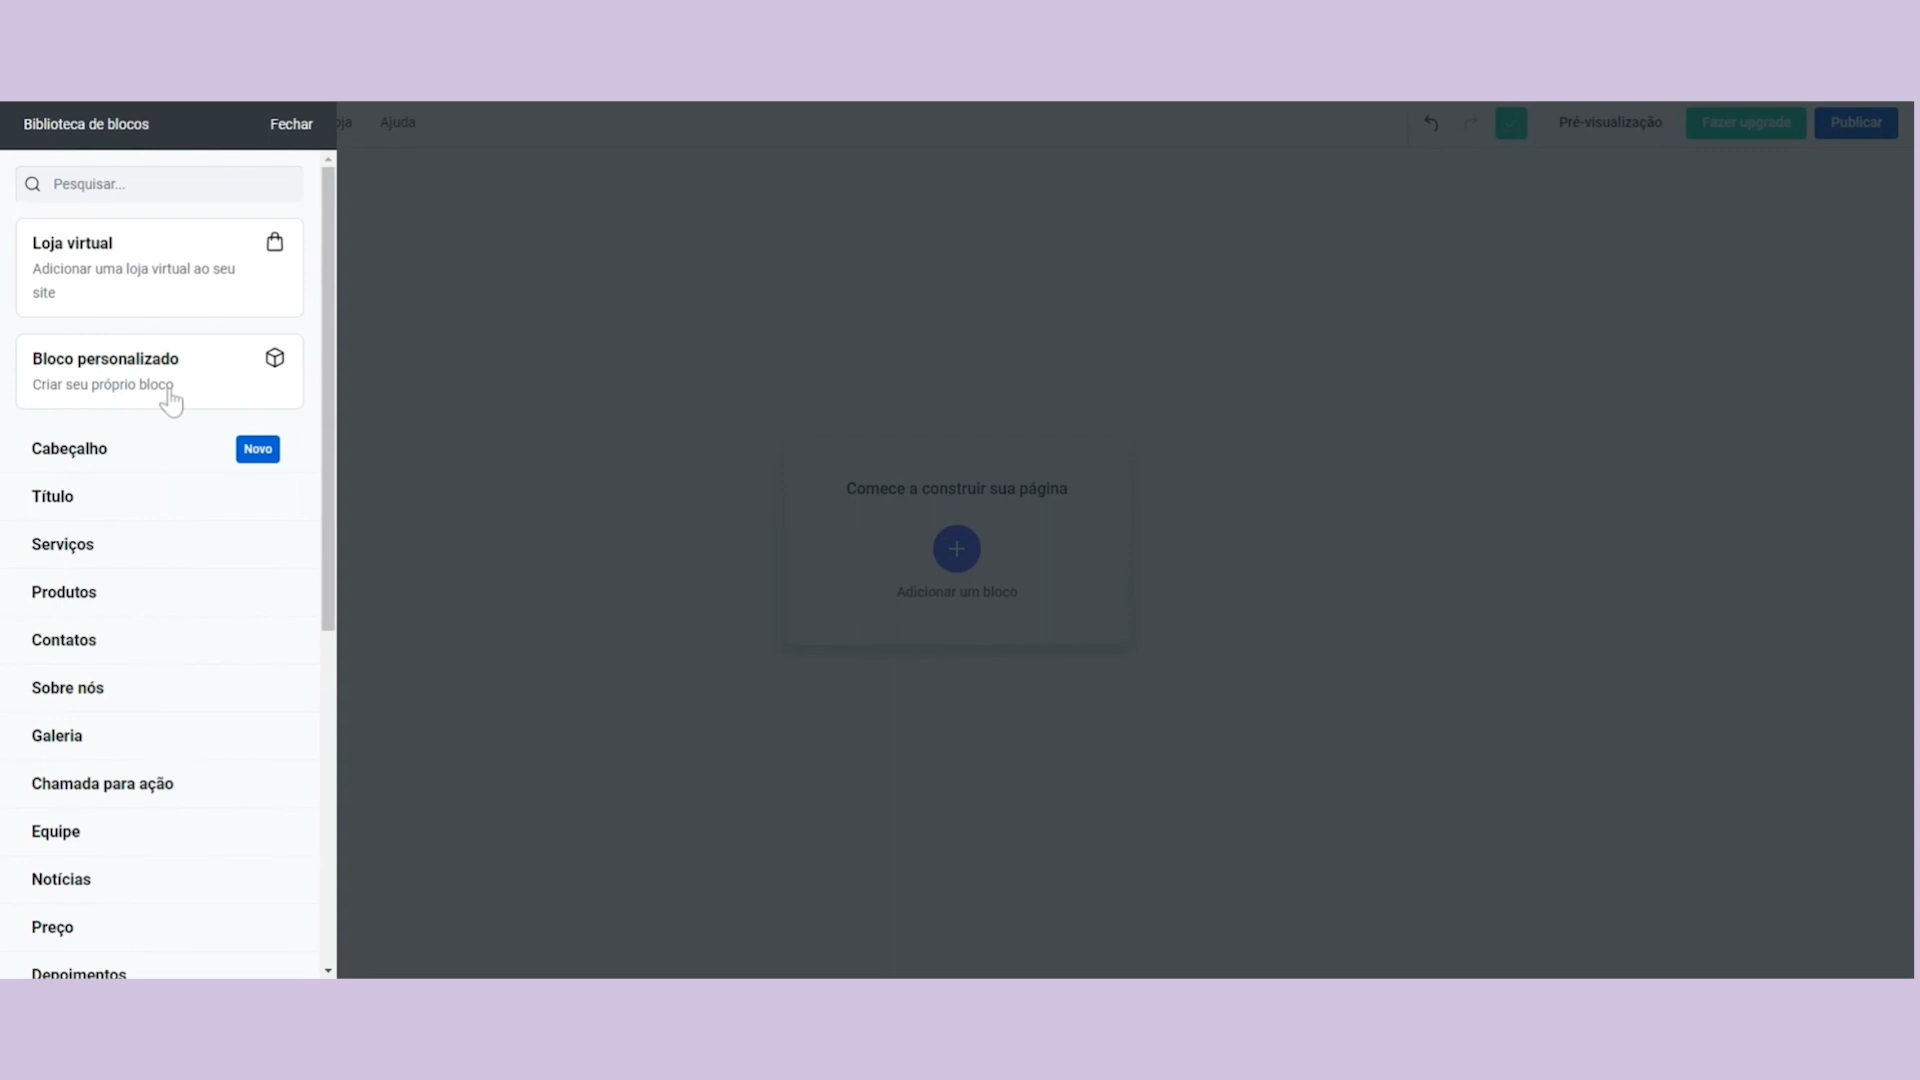 Biblioteca de blocos
Fechar
oja
Ajuda
Pré-visualização
Fazer upgrade
Publicar
Pesquisar...
Loja virtual
Adicionar uma loja virtual ao seu
site
Bloco personalizado
Criar seu próprio bloco
Cabeçalho
Novo
Título
Serviços
Produtos
Contatos
Sobre nós
Galeria
Chamada para ação
Equipe
Notícias
Preço
Depoimentos
Comece a construir sua página
Adicionar um bloco